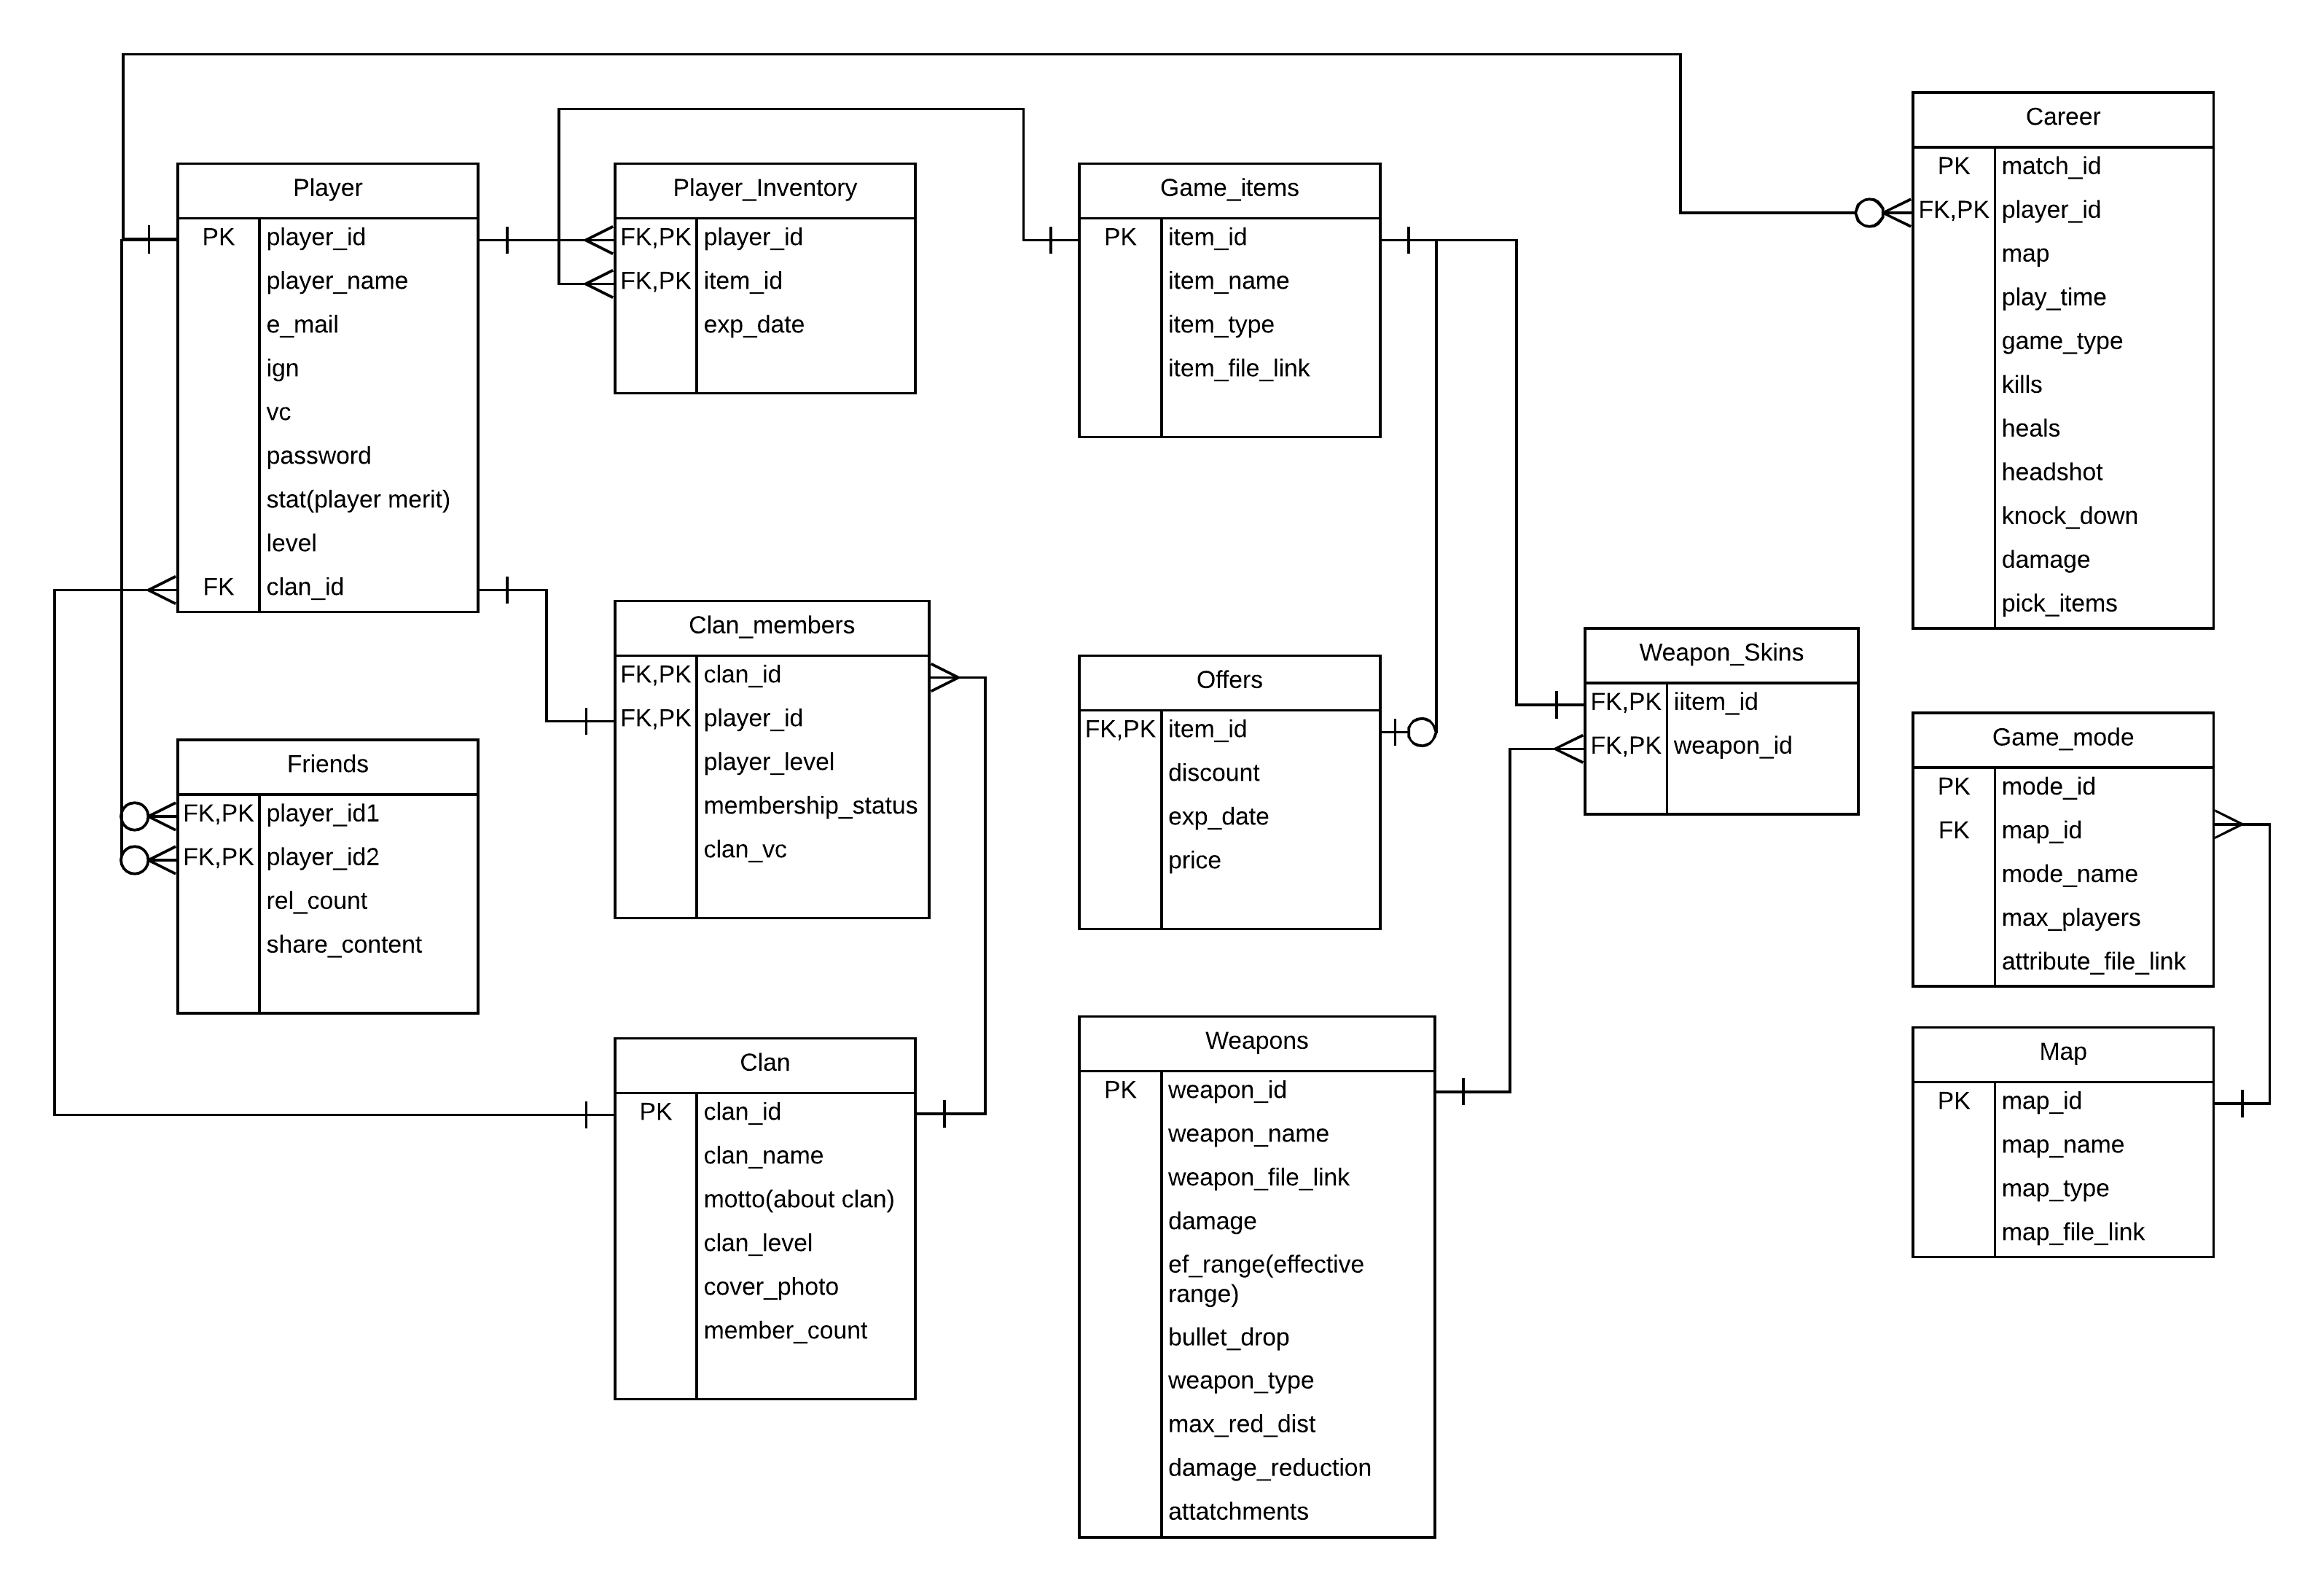 Player
PK player_id
player_name
e_mail
ign
vc
password
stat(player merit)
level
FK clan_id
Player_Inventory
FK,PK player_id
FK,PK item_id
exp_date
Game_items
PK item_id
item_name
item_type
item_file_link
Career
PK match_id
FK,PK player_id
map
play_time
game_type
kills
heals
headshot
knock_down
damage
pick_items
Clan_members
FK,PK clan_id
FK,PK player_id
player_level
membership_status
clan_vc
Offers
FK,PK item_id
discount
exp_date
price
Weapon_Skins
FK,PK iitem_id
FK,PK weapon_id
Game_mode
PK mode_id
FK map_id
mode_name
max_players
attribute_file_link
Friends
FK,PK player_id1
FK,PK player_id2
rel_count
share_content
Clan
PK clan_id
clan_name
motto(about clan)
clan_level
cover_photo
member_count
Weapons
PK weapon_id
weapon_name
weapon_file_link
damage
ef_range(effective
range)
bullet_drop
weapon_type
max_red_dist
damage_reduction
attatchments
Map
PK map_id
map_name
map_type
map_file_link